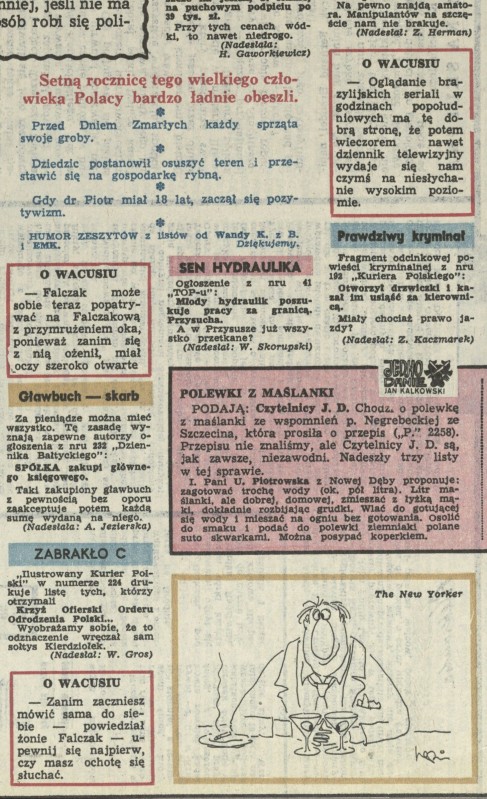 niej, jeśli nie ma
osób robi się poli-
na puchowym podpiciu po
39 tys. zł.
Przy tych cenach wód-
ki, to nawet niedrogo.
(Nadesłała:
H. Gaworkiewicz)
Na pewno znajdą amato-
ra. Manipulantów na szczę-
ście nam nie brakuje.
(Nadesłał: Z. Herman)
Setną rocznicę tego wielkiego czło-
wieka Polacy bardzo ładnie obeszli.
Przed Dniem Zmarłych każdy sprząta
swoje groby.
Dziedzic postanowił osuszyć teren i prze-
stawić się na gospodarkę rybną.
Gdy dr Piotr miał 18 lat, zaczął się pozy-
tywizm.
HUMOR ZESZYTÓW z listów od Wandy K. z B.
i EMK.
Dziękujemy.
O WACUSIU
— Oglądanie bra-
zylijskich seriali w
godzinach popołud-
niowych ma tę do-
brą stronę, że potem
wieczorem nawet
dziennik telewizyjny
wydaje się nam
czymś na niesłycha-
nie wysokim pozio-
mie.
O WACUSIU
— Falczak może
sobie teraz popatry-
wać na Falczakową
z przymrużeniem oka,
ponieważ zanim się
z nią ożenił, miał
oczy szeroko otwarte
SEN HYDRAULIKA
Ogłoszenie z nru 41
„TOP-u":
Młody hydraulik poszu-
kuje pracy za granicą.
Przysucha.
A w Przysusze już wszy-
stko przetkane?
(Nadesłał: W. Skorupski)
Prawdziwy kryminał
Fragment odcinkowej po-
wieści kryminalnej z nru
192 „Kuriera Polskiego":
Otworzył drzwiczki i ka-
zał im usiąść za kierowni-
cą.
Miały chociaż prawo ja-
zdy?
(Nadesłał: Z. Kaczmarek)
Gławbuch — skarb
Za pieniądze można mieć
wszystko. Tę zasadę wy-
znają zapewne autorzy o-
głoszenia z nru 232 „Dzien-
nika Bałtyckiego":
SPÓŁKA zakupi główne-
go księgowego.
Taki zakupiony gławbuch
z pewnością bez oporu
zaakceptuje potem każdą
sumę wydaną na niego.
(Nadesłała: A. Jezierska)
ZABRAKŁO C
„Ilustrowany Kurier Pol-
ski" w numerze 224 dru-
kuje listę tych, którzy
otrzymali
Krzyż Ofierski Orderu
Odrodzenia Polski...
Wyobrażamy sobie, że to
odznaczenie wręczał sam
sołtys Kierdziołek.
(Nadesłał: W. Gros)
O WACUSIU
— Zanim zaczniesz
mówić sama do sie-
bie — powiedział
żonie Falczak — u-
pewnij się najpierw,
czy masz ochotę się
słuchać.
JEDNO
DANIE
JAN KALKOWSKI
POLEWKI Z MAŚLANKI
PODAJĄ: Czytelnicy J. D. Chouz. o polewkę
z maślanki ze wspomnień p. Negrebeckiej ze
Szczecina, która prosiła o przepis („P." 2258).
Przepisu nie znaliśmy, ale Czytelnicy J. D. są,
jak zawsze, niezawodni. Nadeszły trzy listy
w tej sprawie.
I. Pani U. Piotrowska z Nowej Dęby proponuje:
zagotować trochę wody (ok. pół litra). Litr ma-
ślanki, ale dobrej, domowej, zmieszać z łyżką mą-
ki, dokładnie rozbijając grudki. Wlać do gotującej
się wody i mieszać na ogniu bez gotowania. Osolić
do smaku i podać do polewki ziemniaki polane
suto skwarkami. Można posypać koperkiem.
The New Yorker